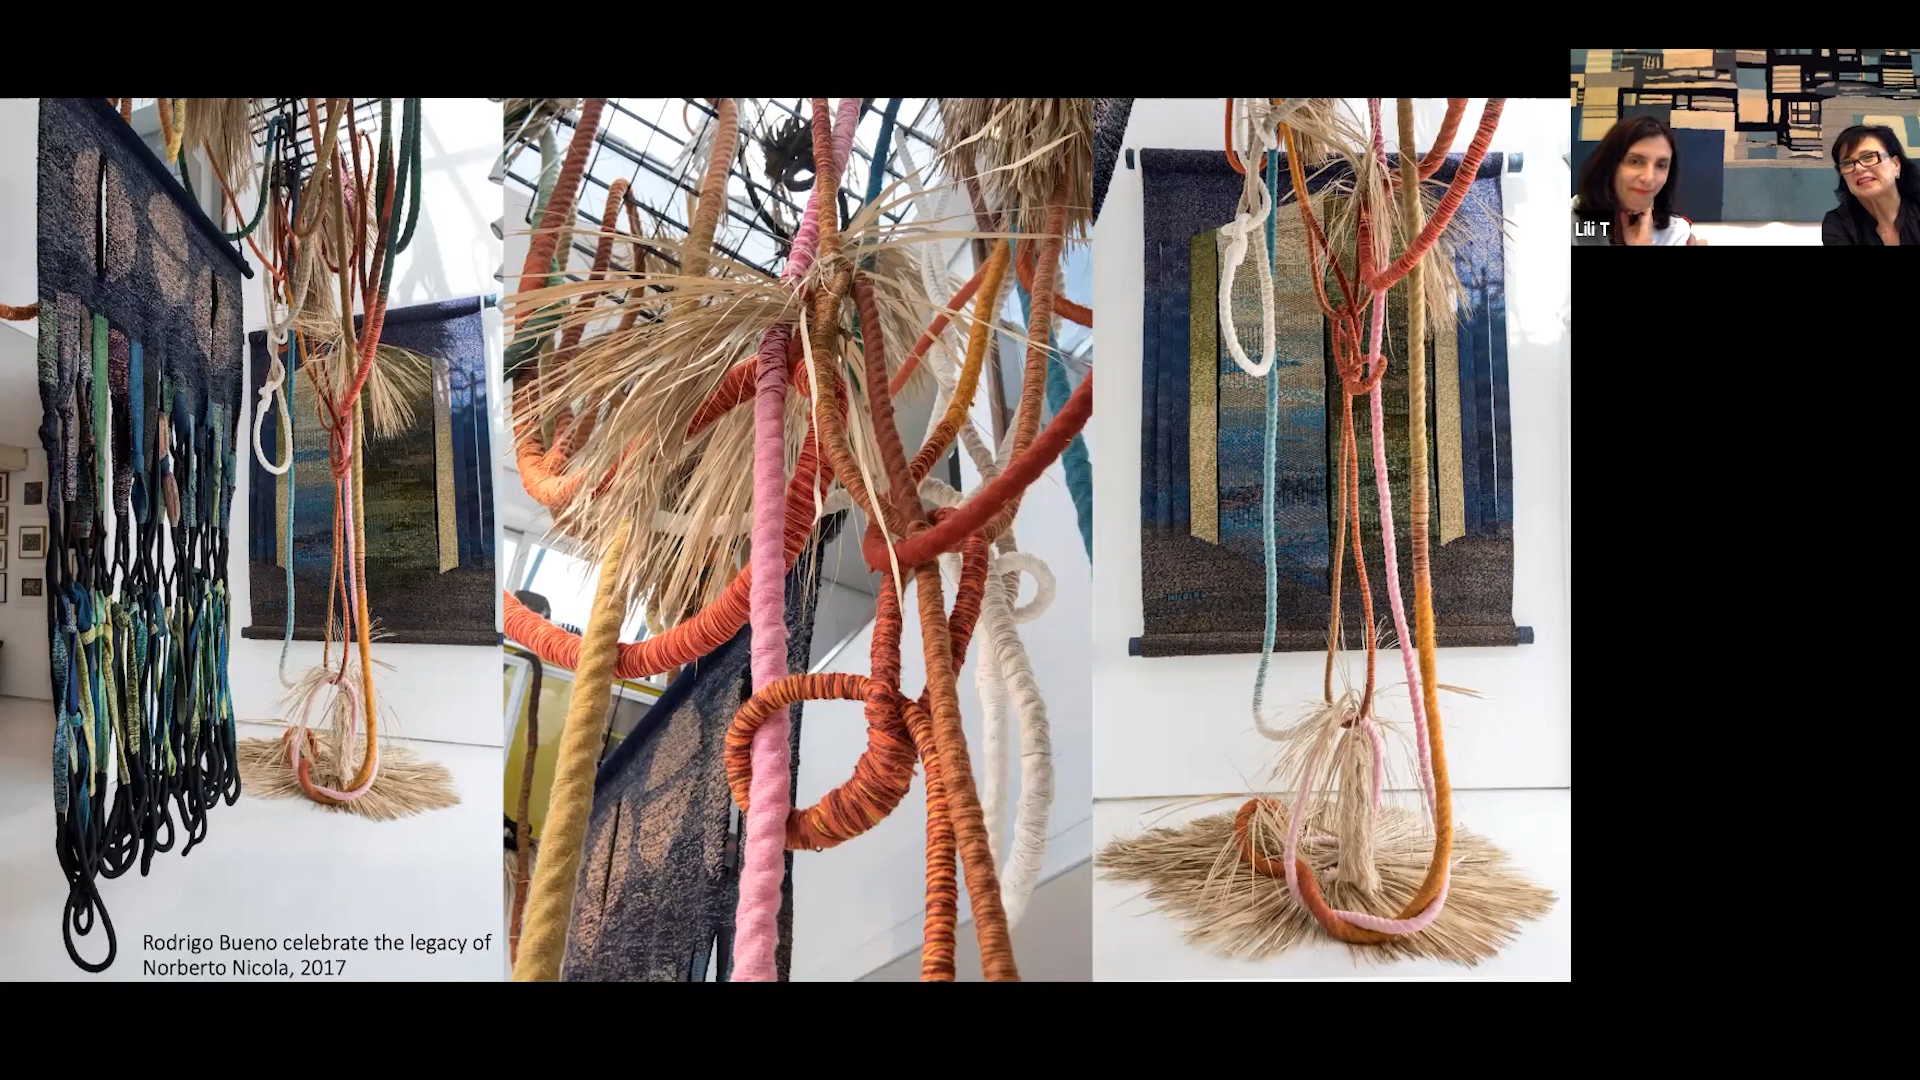 Lili T
Rodrigo Bueno celebrate the legacy of
Norberto Nicola, 2017